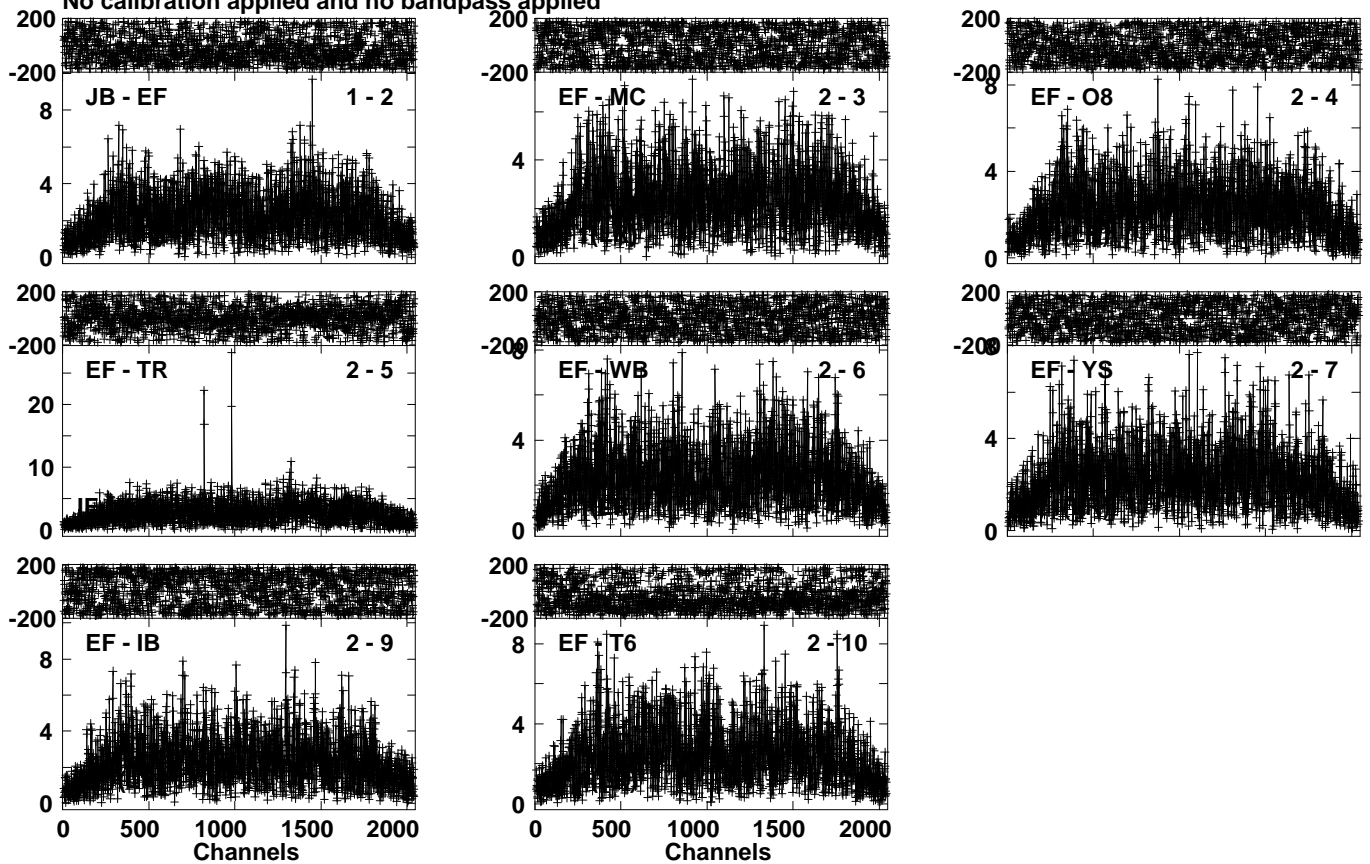 No calibration applied and no bandpass applied
200
-200
JB - EF 1 - 2
8
4
0
200
-200
EF - MC 2 - 3
4
0
200
-200
EF - O8 2 - 4
8
4
0
200
-200
EF - TR 2 - 5
20
10
IF
0
200
-200
EF - WB 2 - 6
8
4
0
200
-200
EF - YS 2 - 7
8
4
0
200
-200
EF - IB 2 - 9
8
4
0
0 500 1000 1500 2000
Channels
200
-200
EF - T6 2 - 10
8
4
0
0 500 1000 1500 2000
Channels